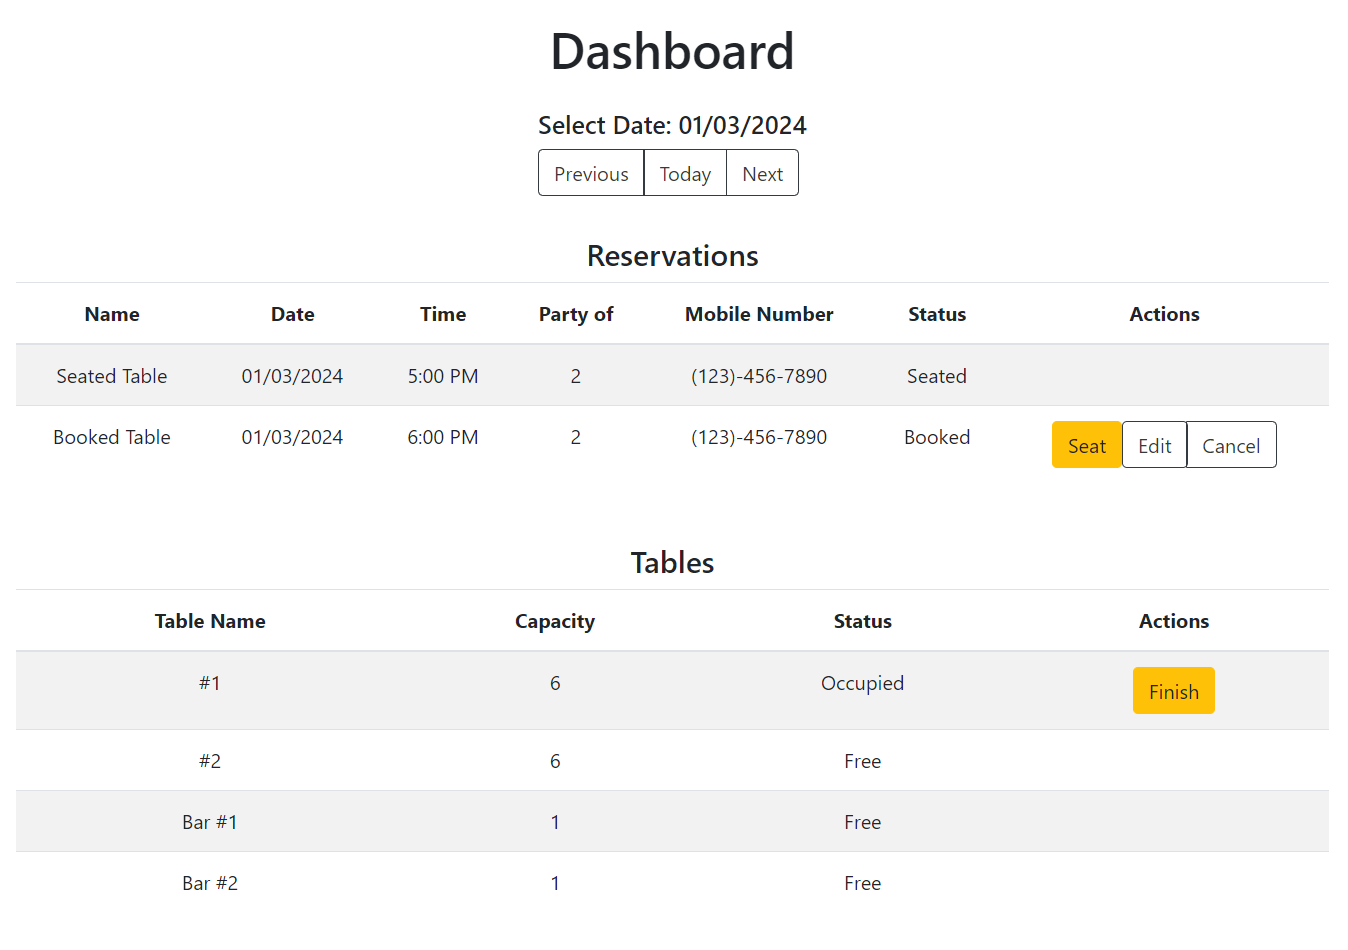 Dashboard
Select Date: 01/03/2024
Previous Today Next
Reservations
Name Date Time Party of Mobile Number Status Actions
Seated Table 01/03/2024 5:00 PM 2 (123)-456-7890 Seated
Booked Table 01/03/2024 6:00 PM 2 (123)-456-7890 Booked Seat Edit Cancel
Tables
Table Name Capacity Status Actions
#1 6 Occupied Finish
#2 6 Free
Bar #1 1 Free
Bar #2 1 Free